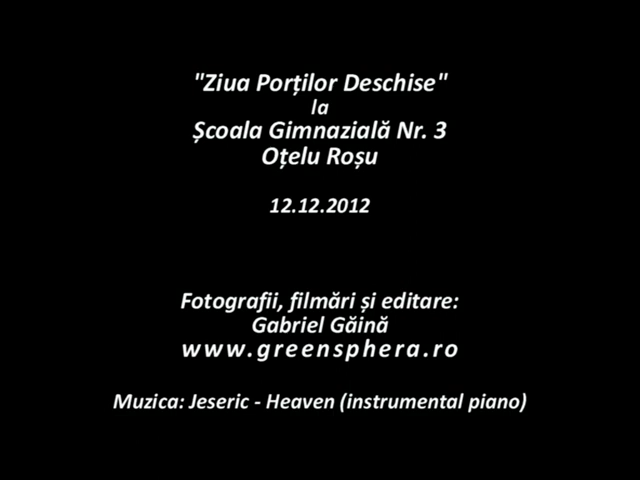 "Ziua Porților Deschise"
la
Școala Gimnazială Nr. 3
Oțelu Roșu
12.12.2012
Fotografii, filmări și editare:
Gabriel Găină
www.greensphera.ro
Muzica: Jeseric - Heaven (instrumental piano)